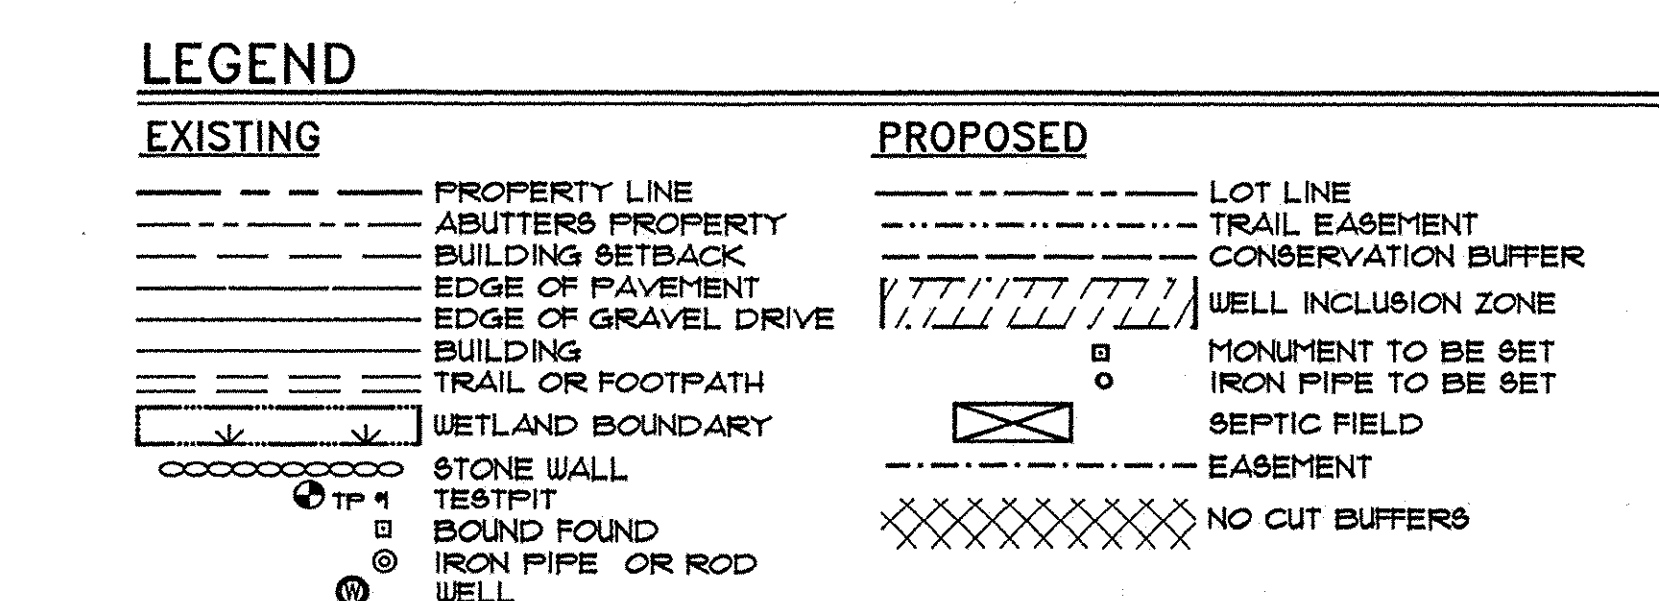 LEGEND
EXISTING
PROPERTY LINE
ABUTTERS PROPERTY
BUILDING SETBACK
EDGE OF PAVEMENT
EDGE OF GRAVEL DRIVE
BUILDING
TRAIL OR FOOTPATH
WETLAND BOUNDARY
STONE WALL
TP TESTPIT
BOUND FOUND
IRON PIPE OR ROD
W WELL
PROPOSED
LOT LINE
TRAIL EASEMENT
CONSERVATION BUFFER
WELL INCLUSION ZONE
MONUMENT TO BE SET
IRON PIPE TO BE SET
SEPTIC FIELD
EASEMENT
NO CUT BUFFERS